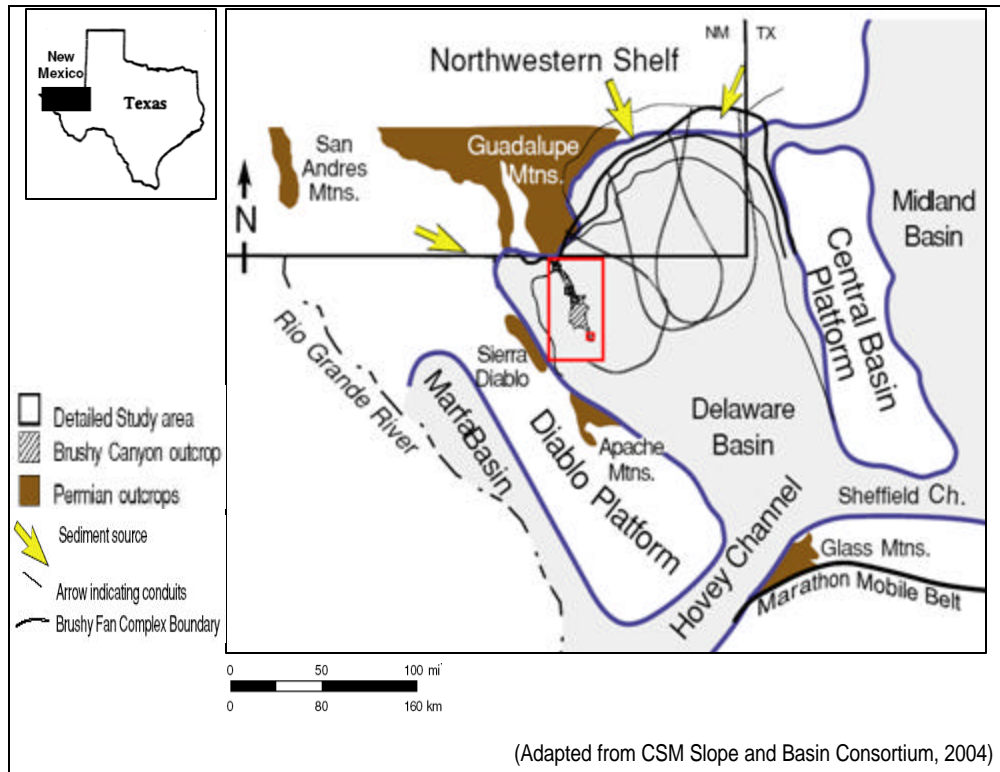 New
Mexico
Texas
NM TX
Northwestern Shelf
San
Andres
Mtns.
Guadalupe
Mtns.
N
Midland
Basin
Central Basin
Platform
Rio Grande River
Sierra
Diablo
Marfa Basin
Diablo Platform
Delaware
Basin
Apache
Mtns.
Hovey Channel
Sheffield Ch.
Glass Mtns.
Marathon Mobile Belt
Detailed Study area
Brushy Canyon outcrop
Permian outcrops
Sediment source
Arrow indicating conduits
Brushy Fan Complex Boundary
0 50 100 mi
0 80 160 km
(Adapted from CSM Slope and Basin Consortium, 2004)